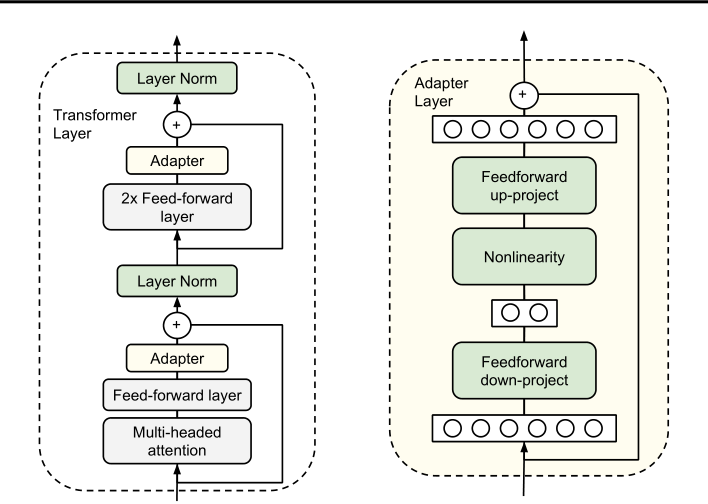 Layer Norm
Transformer
Layer
+
Adapter
2x Feed-forward
layer
Layer Norm
+
Adapter
Feed-forward layer
Multi-headed
attention
Adapter
Layer
+
Feedforward
up-project
Nonlinearity
Feedforward
down-project